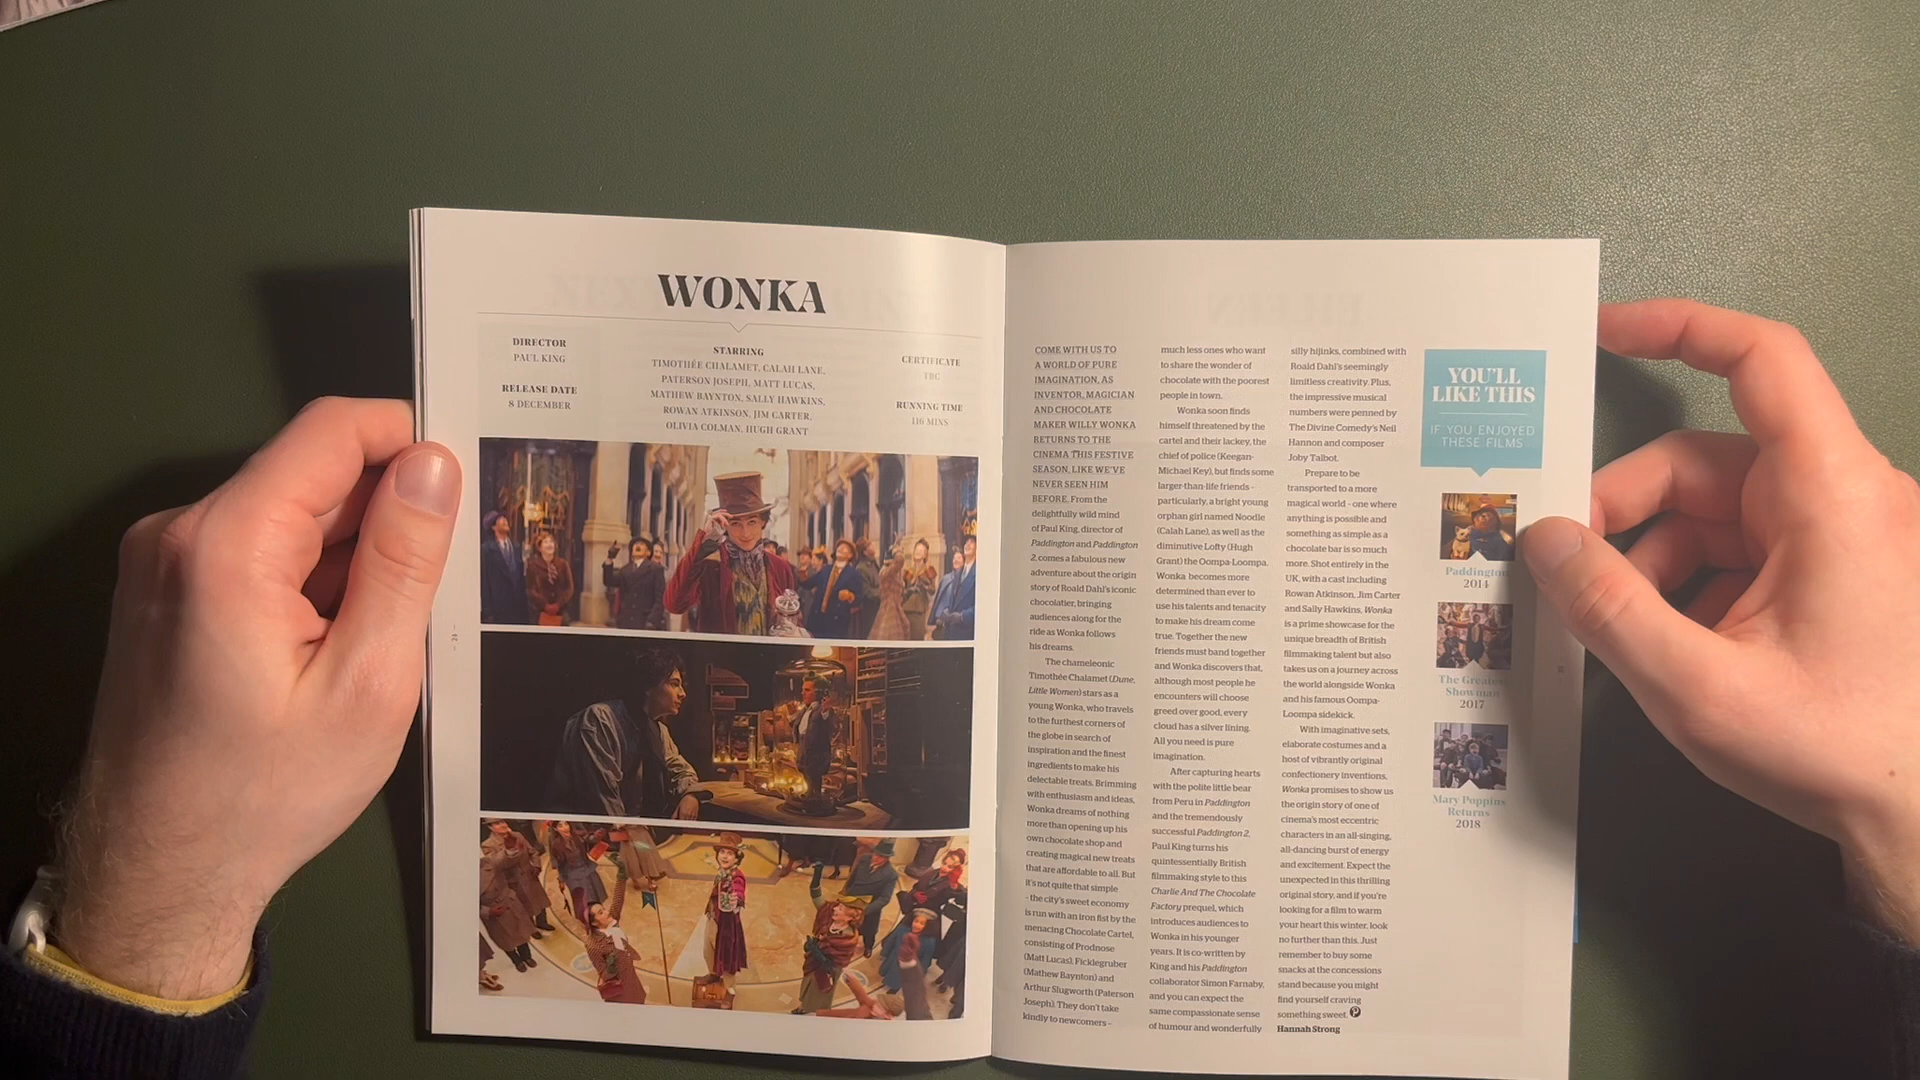 WONKA
DIRECTOR
PAUL KING
RELEASE DATE
8 DECEMBER
STARRING
TIMOTHÉE CHALAMET, CALAH LANE,
PATERSON JOSEPH, MATT LUCAS,
MATHEW BAYNTON, SALLY HAWKINS,
ROWAN ATKINSON, JIM CARTER,
OLIVIA COLMAN, HUGH GRANT
CERTIFICATE
TBC
RUNNING TIME
116 MINS
— 24 —
COME WITH US TO
A WORLD OF PURE
IMAGINATION, AS
INVENTOR, MAGICIAN
AND CHOCOLATE
MAKER WILLY WONKA
RETURNS TO THE
CINEMA THIS FESTIVE
SEASON, LIKE WE'VE
NEVER SEEN HIM
BEFORE. From the
delightfully wild mind
of Paul King, director of
Paddington and Paddington
2, comes a fabulous new
adventure about the origin
story of Roald Dahl's iconic
chocolatier, bringing
audiences along for the
ride as Wonka follows
his dreams.
The chameleonic
Timothée Chalamet (Dune,
Little Women) stars as a
young Wonka, who travels
to the furthest corners of
the globe in search of
inspiration and the finest
ingredients to make his
delectable treats. Brimming
with enthusiasm and ideas,
Wonka dreams of nothing
more than opening up his
own chocolate shop and
creating magical new treats
that are affordable to all. But
it's not quite that simple
- the city's sweet economy
is run with an iron fist by the
menacing Chocolate Cartel,
consisting of Prodnose
(Matt Lucas), Ficklegruber
(Mathew Baynton) and
Arthur Slugworth (Paterson
Joseph). They don't take
kindly to newcomers -
much less ones who want
to share the wonder of
chocolate with the poorest
people in town.
Wonka soon finds
himself threatened by the
cartel and their lackey, the
chief of police (Keegan-
Michael Key), but finds some
larger-than-life friends -
particularly, a bright young
orphan girl named Noodle
(Calah Lane), as well as the
diminutive Lofty (Hugh
Grant) the Oompa-Loompa.
Wonka becomes more
determined than ever to
use his talents and tenacity
to make his dream come
true. Together the new
friends must band together
and Wonka discovers that,
although most people he
encounters will choose
greed over good, every
cloud has a silver lining.
All you need is pure
imagination.
After capturing hearts
with the polite little bear
from Peru in Paddington
and the tremendously
successful Paddington 2,
Paul King turns his
quintessentially British
filmmaking style to this
Charlie And The Chocolate
Factory prequel, which
introduces audiences to
Wonka in his younger
years. It is co-written by
King and his Paddington
collaborator Simon Farnaby,
and you can expect the
same compassionate sense
of humour and wonderfully
silly hijinks, combined with
Roald Dahl's seemingly
limitless creativity. Plus,
the impressive musical
numbers were penned by
The Divine Comedy's Neil
Hannon and composer
Joby Talbot.
Prepare to be
transported to a more
magical world - one where
anything is possible and
something as simple as a
chocolate bar is so much
more. Shot entirely in the
UK, with a cast including
Rowan Atkinson, Jim Carter
and Sally Hawkins, Wonka
is a prime showcase for the
unique breadth of British
filmmaking talent but also
takes us on a journey across
the world alongside Wonka
and his famous Oompa-
Loompa sidekick.
With imaginative sets,
elaborate costumes and a
host of vibrantly original
confectionery inventions,
Wonka promises to show us
the origin story of one of
cinema's most eccentric
characters in an all-singing,
all-dancing burst of energy
and excitement. Expect the
unexpected in this thrilling
original story, and if you're
looking for a film to warm
your heart this winter, look
no further than this. Just
remember to buy some
snacks at the concessions
stand because you might
find yourself craving
something sweet.
Hannah Strong
YOU'LL
LIKE THIS
IF YOU ENJOYED
THESE FILMS
Paddington
2014
The Greatest
Showman
2017
Mary Poppins
Returns
2018